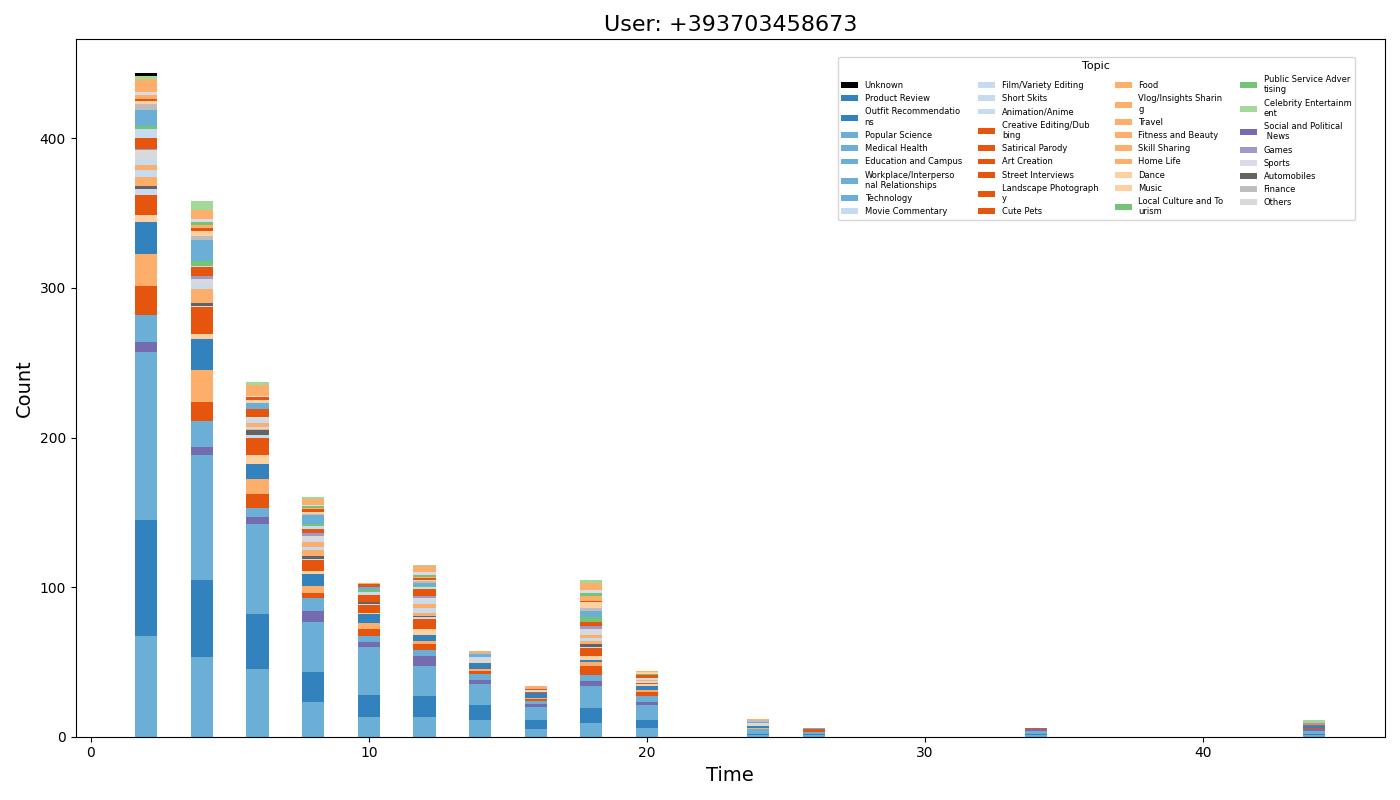 User: +393703458673
Topic
Unknown
Product Review
Outfit Recommendatio
ns
Popular Science
Medical Health
Education and Campus
Workplace/Interperso
nal Relationships
Technology
Movie Commentary
Film/Variety Editing
Short Skits
Animation/Anime
Creative Editing/Dub
bing
Satirical Parody
Art Creation
Street Interviews
Landscape Photograph
y
Cute Pets
Food
Vlog/Insights Sharin
g
Travel
Fitness and Beauty
Skill Sharing
Home Life
Dance
Music
Local Culture and To
urism
Public Service Adver
tising
Celebrity Entertainm
ent
Social and Political
News
Games
Sports
Automobiles
Finance
Others
Count
400
300
200
100
0
0
10
20
30
40
Time